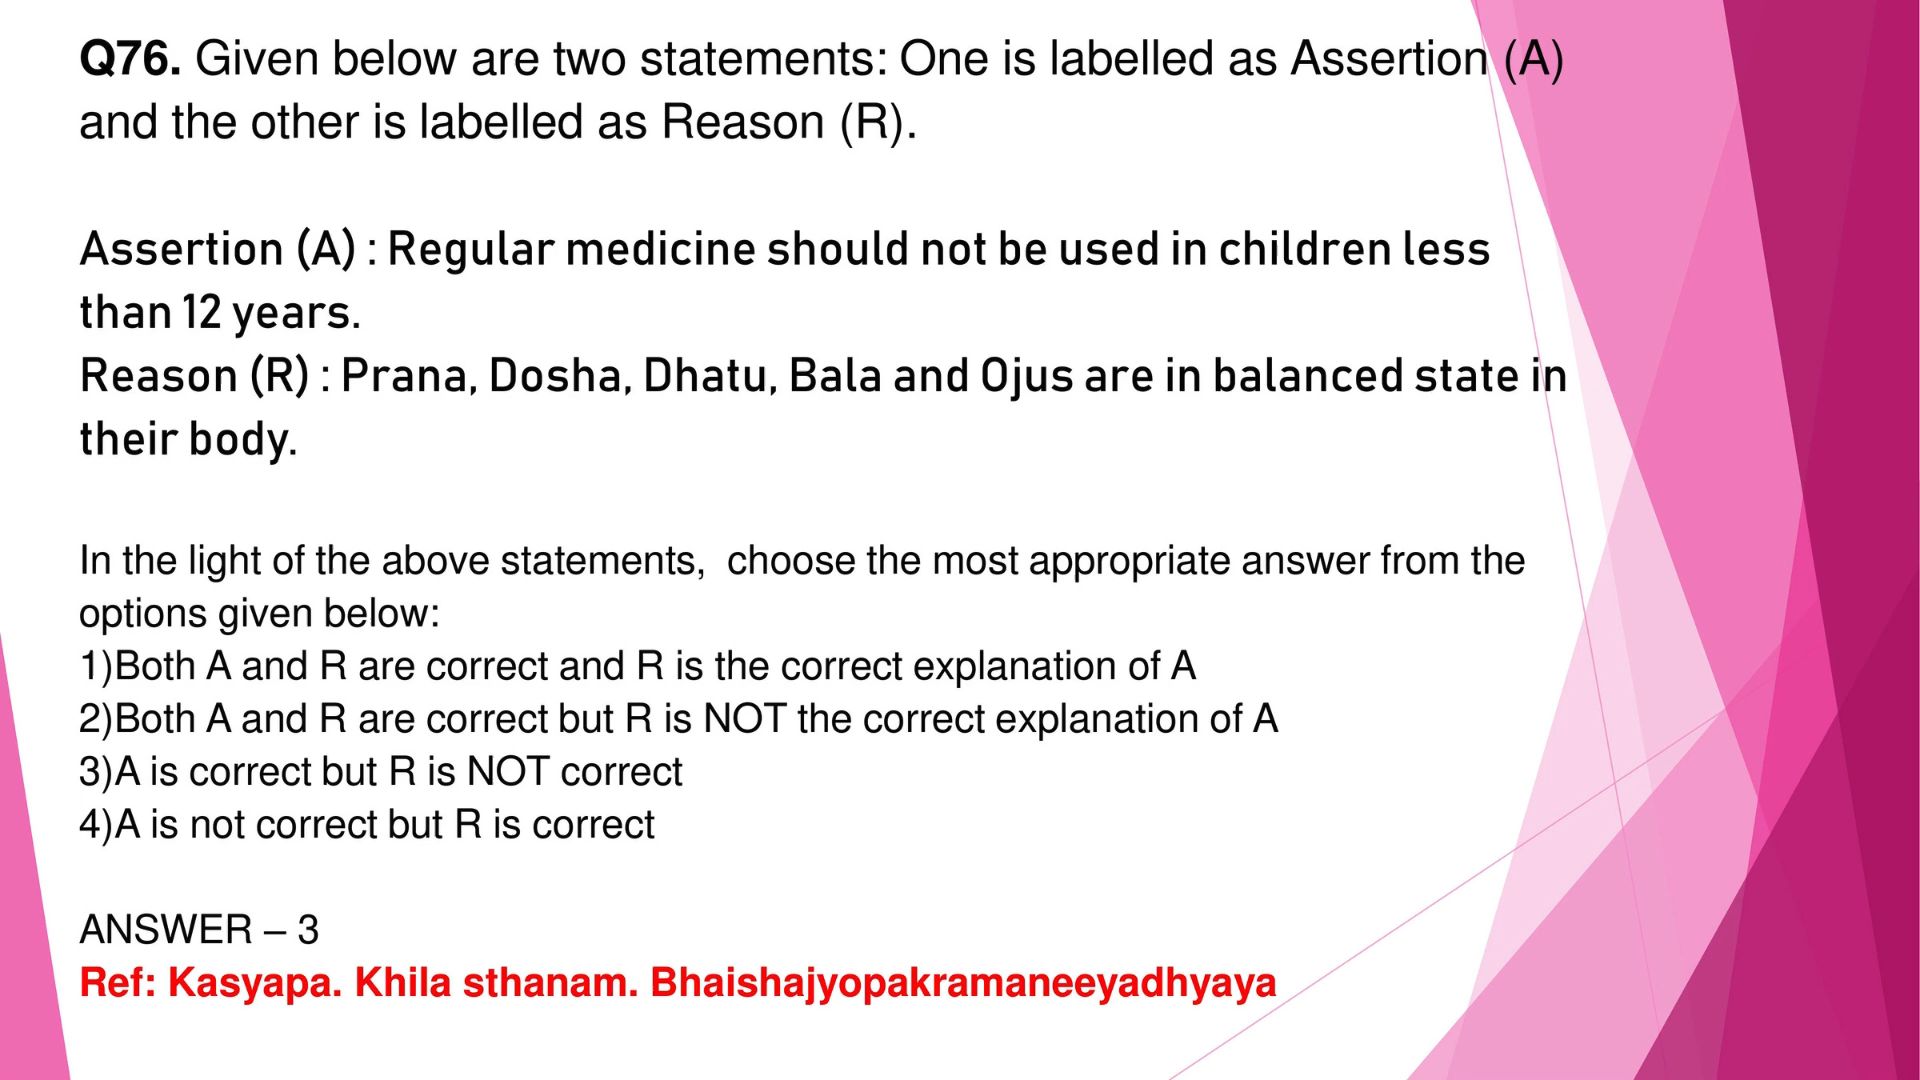 Q76. Given below are two statements: One is labelled as Assertion (A)
and the other is labelled as Reason (R).
Assertion (A) : Regular medicine should not be used in children less
than 12 years.
Reason (R) : Prana, Dosha, Dhatu, Bala and Ojus are in balanced state in
their body.
In the light of the above statements,  choose the most appropriate answer from the
options given below:
1)Both A and R are correct and R is the correct explanation of A
2)Both A and R are correct but R is NOT the correct explanation of A
3)A is correct but R is NOT correct
4)A is not correct but R is correct
ANSWER – 3
Ref: Kasyapa. Khila sthanam. Bhaishajyopakramaneeyadhyaya